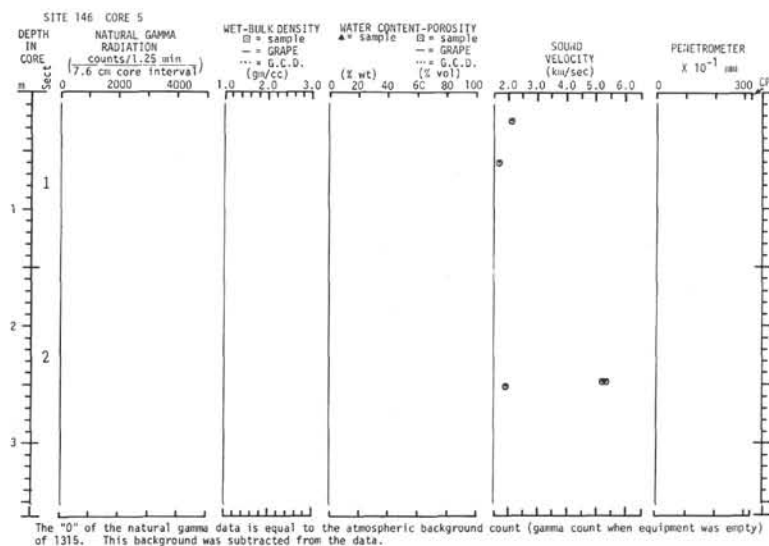 SITE 146 CORE 5
DEPTH IN CORE
m
Sect
NATURAL GAMMA RADIATION
(counts/1.25 min / 7.6 cm core interval)
0 2000 4000
WET-BULK DENSITY
⊡ = sample
— = GRAPE
··· = G.C.D.
(gm/cc)
1.0 2.0 3.0
WATER CONTENT-POROSITY
▲= sample ⊡ = sample
— = GRAPE
··· = G.C.D.
(% wt) (% vol)
0 20 40 60 80 100
SOUND VELOCITY
(km/sec)
2.0 3.0 4.0 5.0 6.0
PENETROMETER
X 10⁻¹ mm
0 300
1
1
2
2
3
The "0" of the natural gamma data is equal to the atmospheric background count (gamma count when equipment was empty)
of 1315. This background was subtracted from the data.